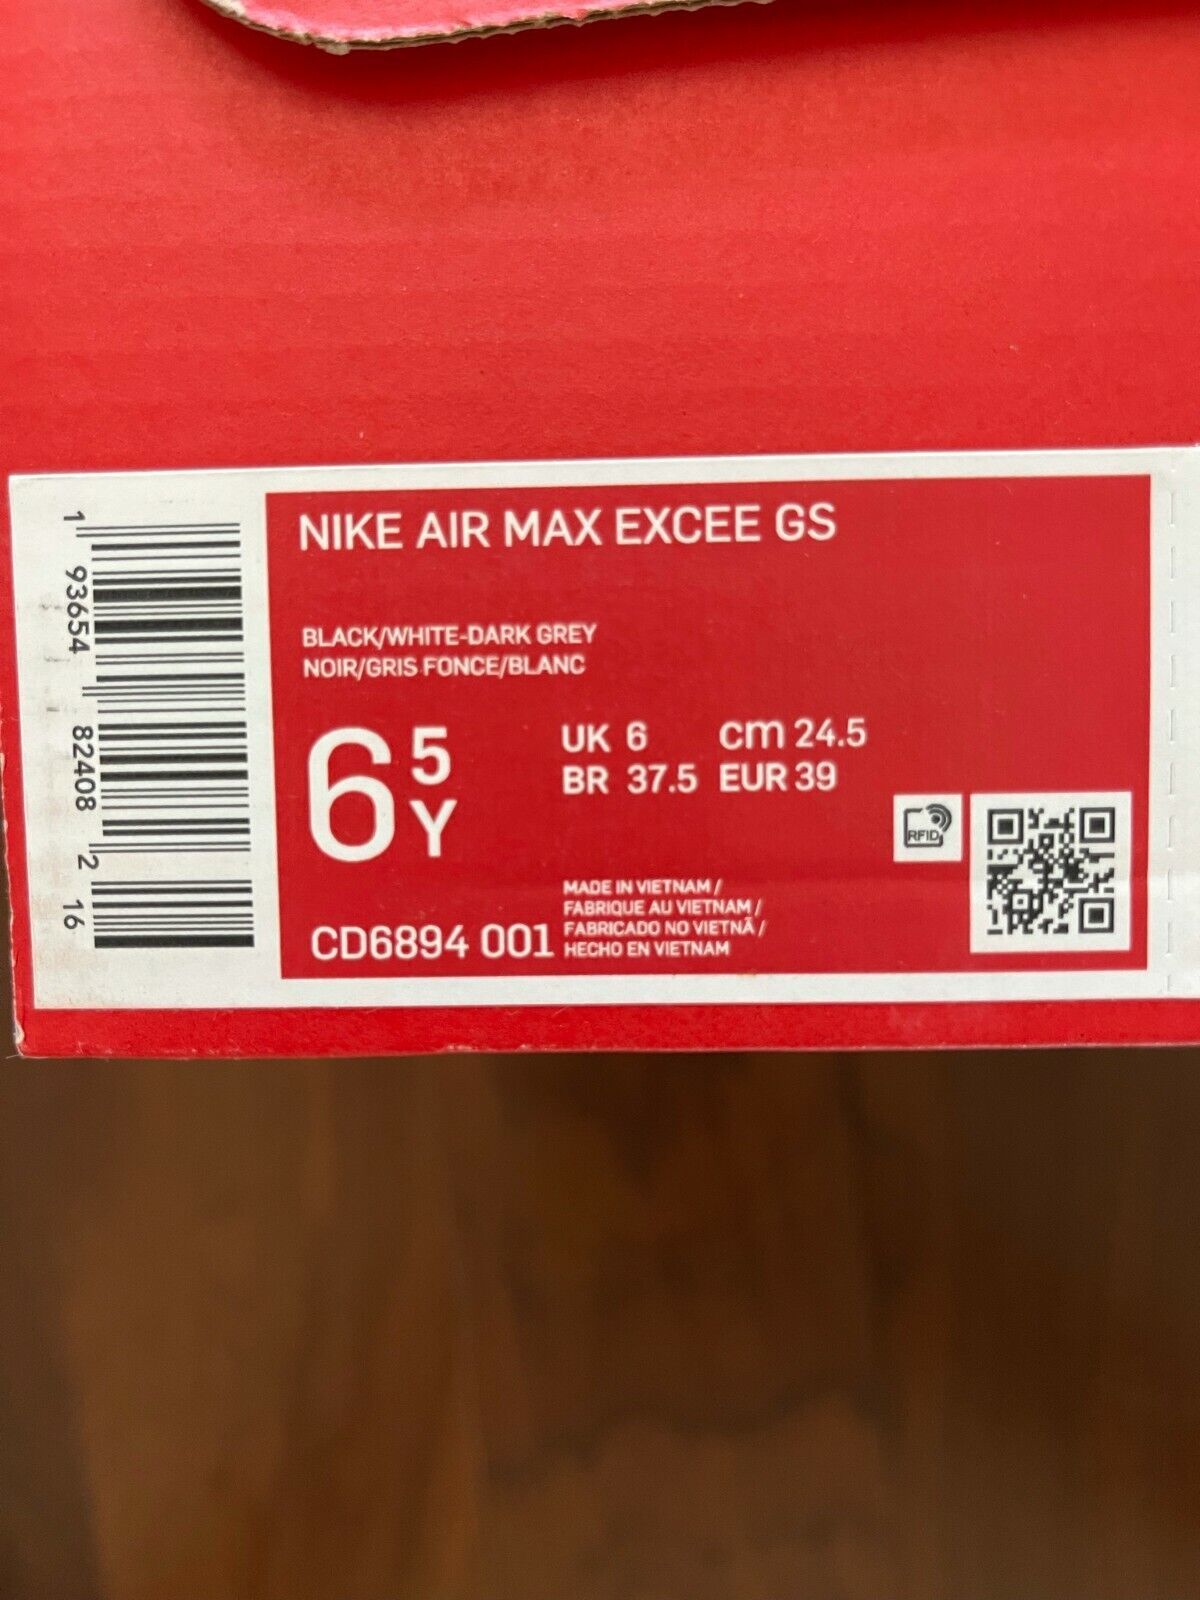 NIKE AIR MAX EXCEE GS
BLACK/WHITE-DARK GREY
NOIR/GRIS FONCE/BLANC
6 5 Y
UK 6 cm 24.5
BR 37.5 EUR 39
RFID
CD6894 001
MADE IN VIETNAM /
FABRIQUE AU VIETNAM /
FABRICADO NO VIETNÃ /
HECHO EN VIETNAM
1 93654 82408 2 16